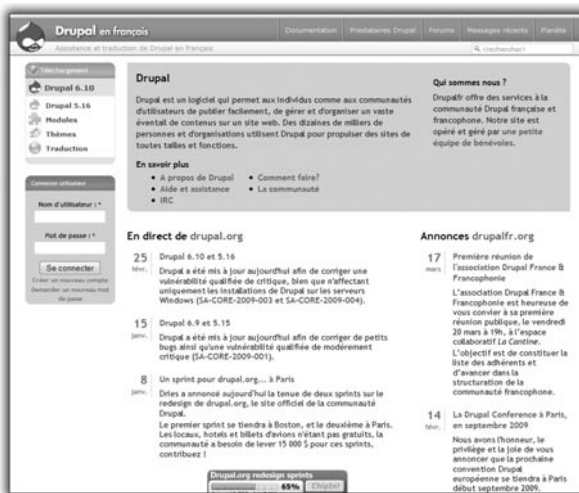 Drupal en français
Documentation Prestataires Drupal Forums Messages récents Planète
Assistance et traduction de Drupal en français
Téléchargement
Drupal 6.10
Drupal 5.16
Modules
Thèmes
Traduction
Connexion utilisateur
Nom d'utilisateur : *
Mot de passe : *
Se connecter
Créer un nouveau compte
Demander un nouveau mot
de passe
Drupal
Drupal est un logiciel qui permet aux individus comme aux communautés
d'utilisateurs de publier facilement, de gérer et d'organiser un vaste
éventail de contenus sur un site web. Des dizaines de milliers de
personnes et d'organisations utilisent Drupal pour propulser des sites de
toutes tailles et fonctions.
En savoir plus
A propos de Drupal
Aide et assistance
IRC
Comment faire?
La communauté
Qui sommes nous ?
Drupalfr offre des services à la
communauté Drupal française et
francophone. Notre site est
opéré et géré par une petite
équipe de bénévoles.
En direct de drupal.org
25
févr.
Drupal 6.10 et 5.16
Drupal a été mis à jour aujourd'hui afin de corriger une
vulnérabilité qualifiée de critique, bien que n'affectant
uniquement les installations de Drupal sur les serveurs
Windows (SA-CORE-2009-003 et SA-CORE-2009-004).
15
janv.
Drupal 6.9 et 5.15
Drupal a été mis à jour aujourd'hui afin de corriger de petits
bugs ainsi qu'une vulnérabilité qualifiée de modérement
critique (SA-CORE-2009-001).
8
janv.
Un sprint pour drupal.org... à Paris
Dries a annoncé aujourd'hui la tenue de deux sprints sur le
redesign de drupal.org, le site officiel de la communauté
Drupal.
Le premier sprint se tiendra à Boston, et le deuxième à Paris.
Les locaux, hotels et billets d'avions n'étant pas gratuits, la
communauté a besoin de lever 15 000 $ pour ces sprints,
contribuez !
Drupal.org redesign sprints
65% ChipIn!
Annonces drupalfr.org
17
mars
Première réunion de
l'association Drupal France &
Francophonie
L'association Drupal France &
Francophonie est heureuse de
vous convier à sa première
réunion publique, le vendredi
20 mars à 19h, à l'espace
collaboratif La Cantine.
L'objectif est de constituer la
liste des adhérents et
d'avancer dans la
structuration de la
communauté francophone.
14
févr.
La Drupal Conference à Paris,
en septembre 2009
Nous avons l'honneur, le
privilège et la joie de vous
annoncer que la prochaine
convention Drupal
européenne se tiendra à Paris
début septembre 2009.